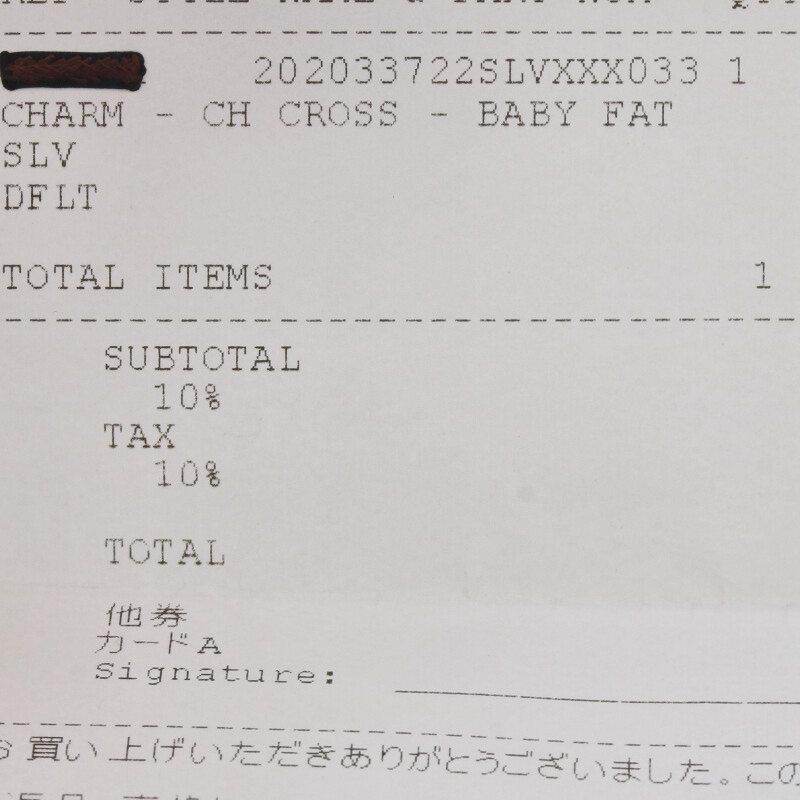 202033722SLVXXX033 1
CHARM - CH CROSS - BABY FAT
SLV
DFLT
TOTAL ITEMS 1
SUBTOTAL
10%
TAX
10%
TOTAL
他券
カードA
Signature:
お買い上げいただきありがとうございました。この